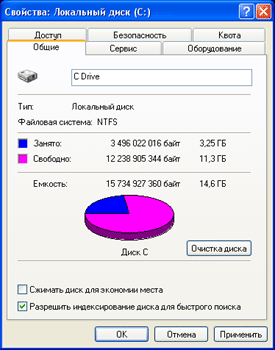 Свойства: Локальный диск (C:)
Доступ Безопасность Квота
Общие Сервис Оборудование
C Drive
Тип: Локальный диск
Файловая система: NTFS
Занято: 3 496 022 016 байт 3,25 ГБ
Свободно: 12 238 905 344 байт 11,3 ГБ
Емкость: 15 734 927 360 байт 14,6 ГБ
Диск C
Очистка диска
Сжимать диск для экономии места
Разрешить индексирование диска для быстрого поиска
OK Отмена Применить